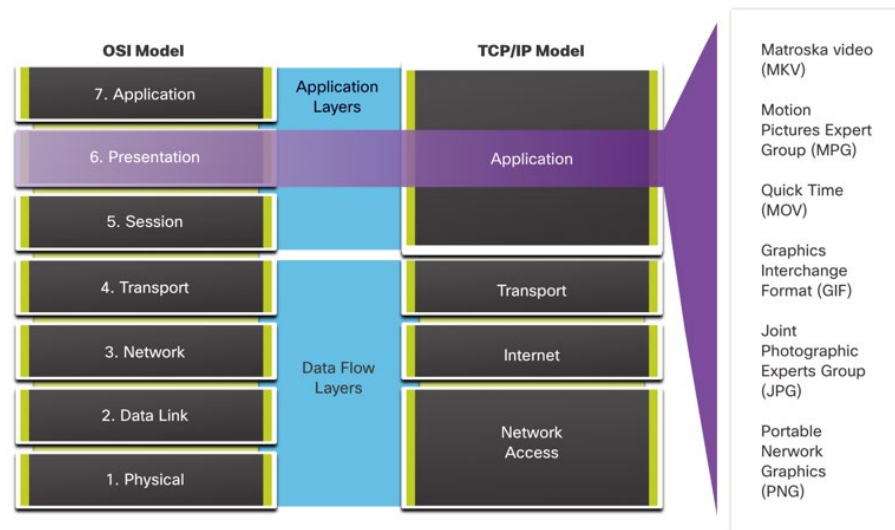 OSI Model
7. Application
6. Presentation
5. Session
4. Transport
3. Network
2. Data Link
1. Physical
Application
Layers
Data Flow
Layers
TCP/IP Model
Application
Transport
Internet
Network
Access
Matroska video
(MKV)
Motion
Pictures Expert
Group (MPG)
Quick Time
(MOV)
Graphics
Interchange
Format (GIF)
Joint
Photographic
Experts Group
(JPG)
Portable
Nerwork
Graphics
(PNG)